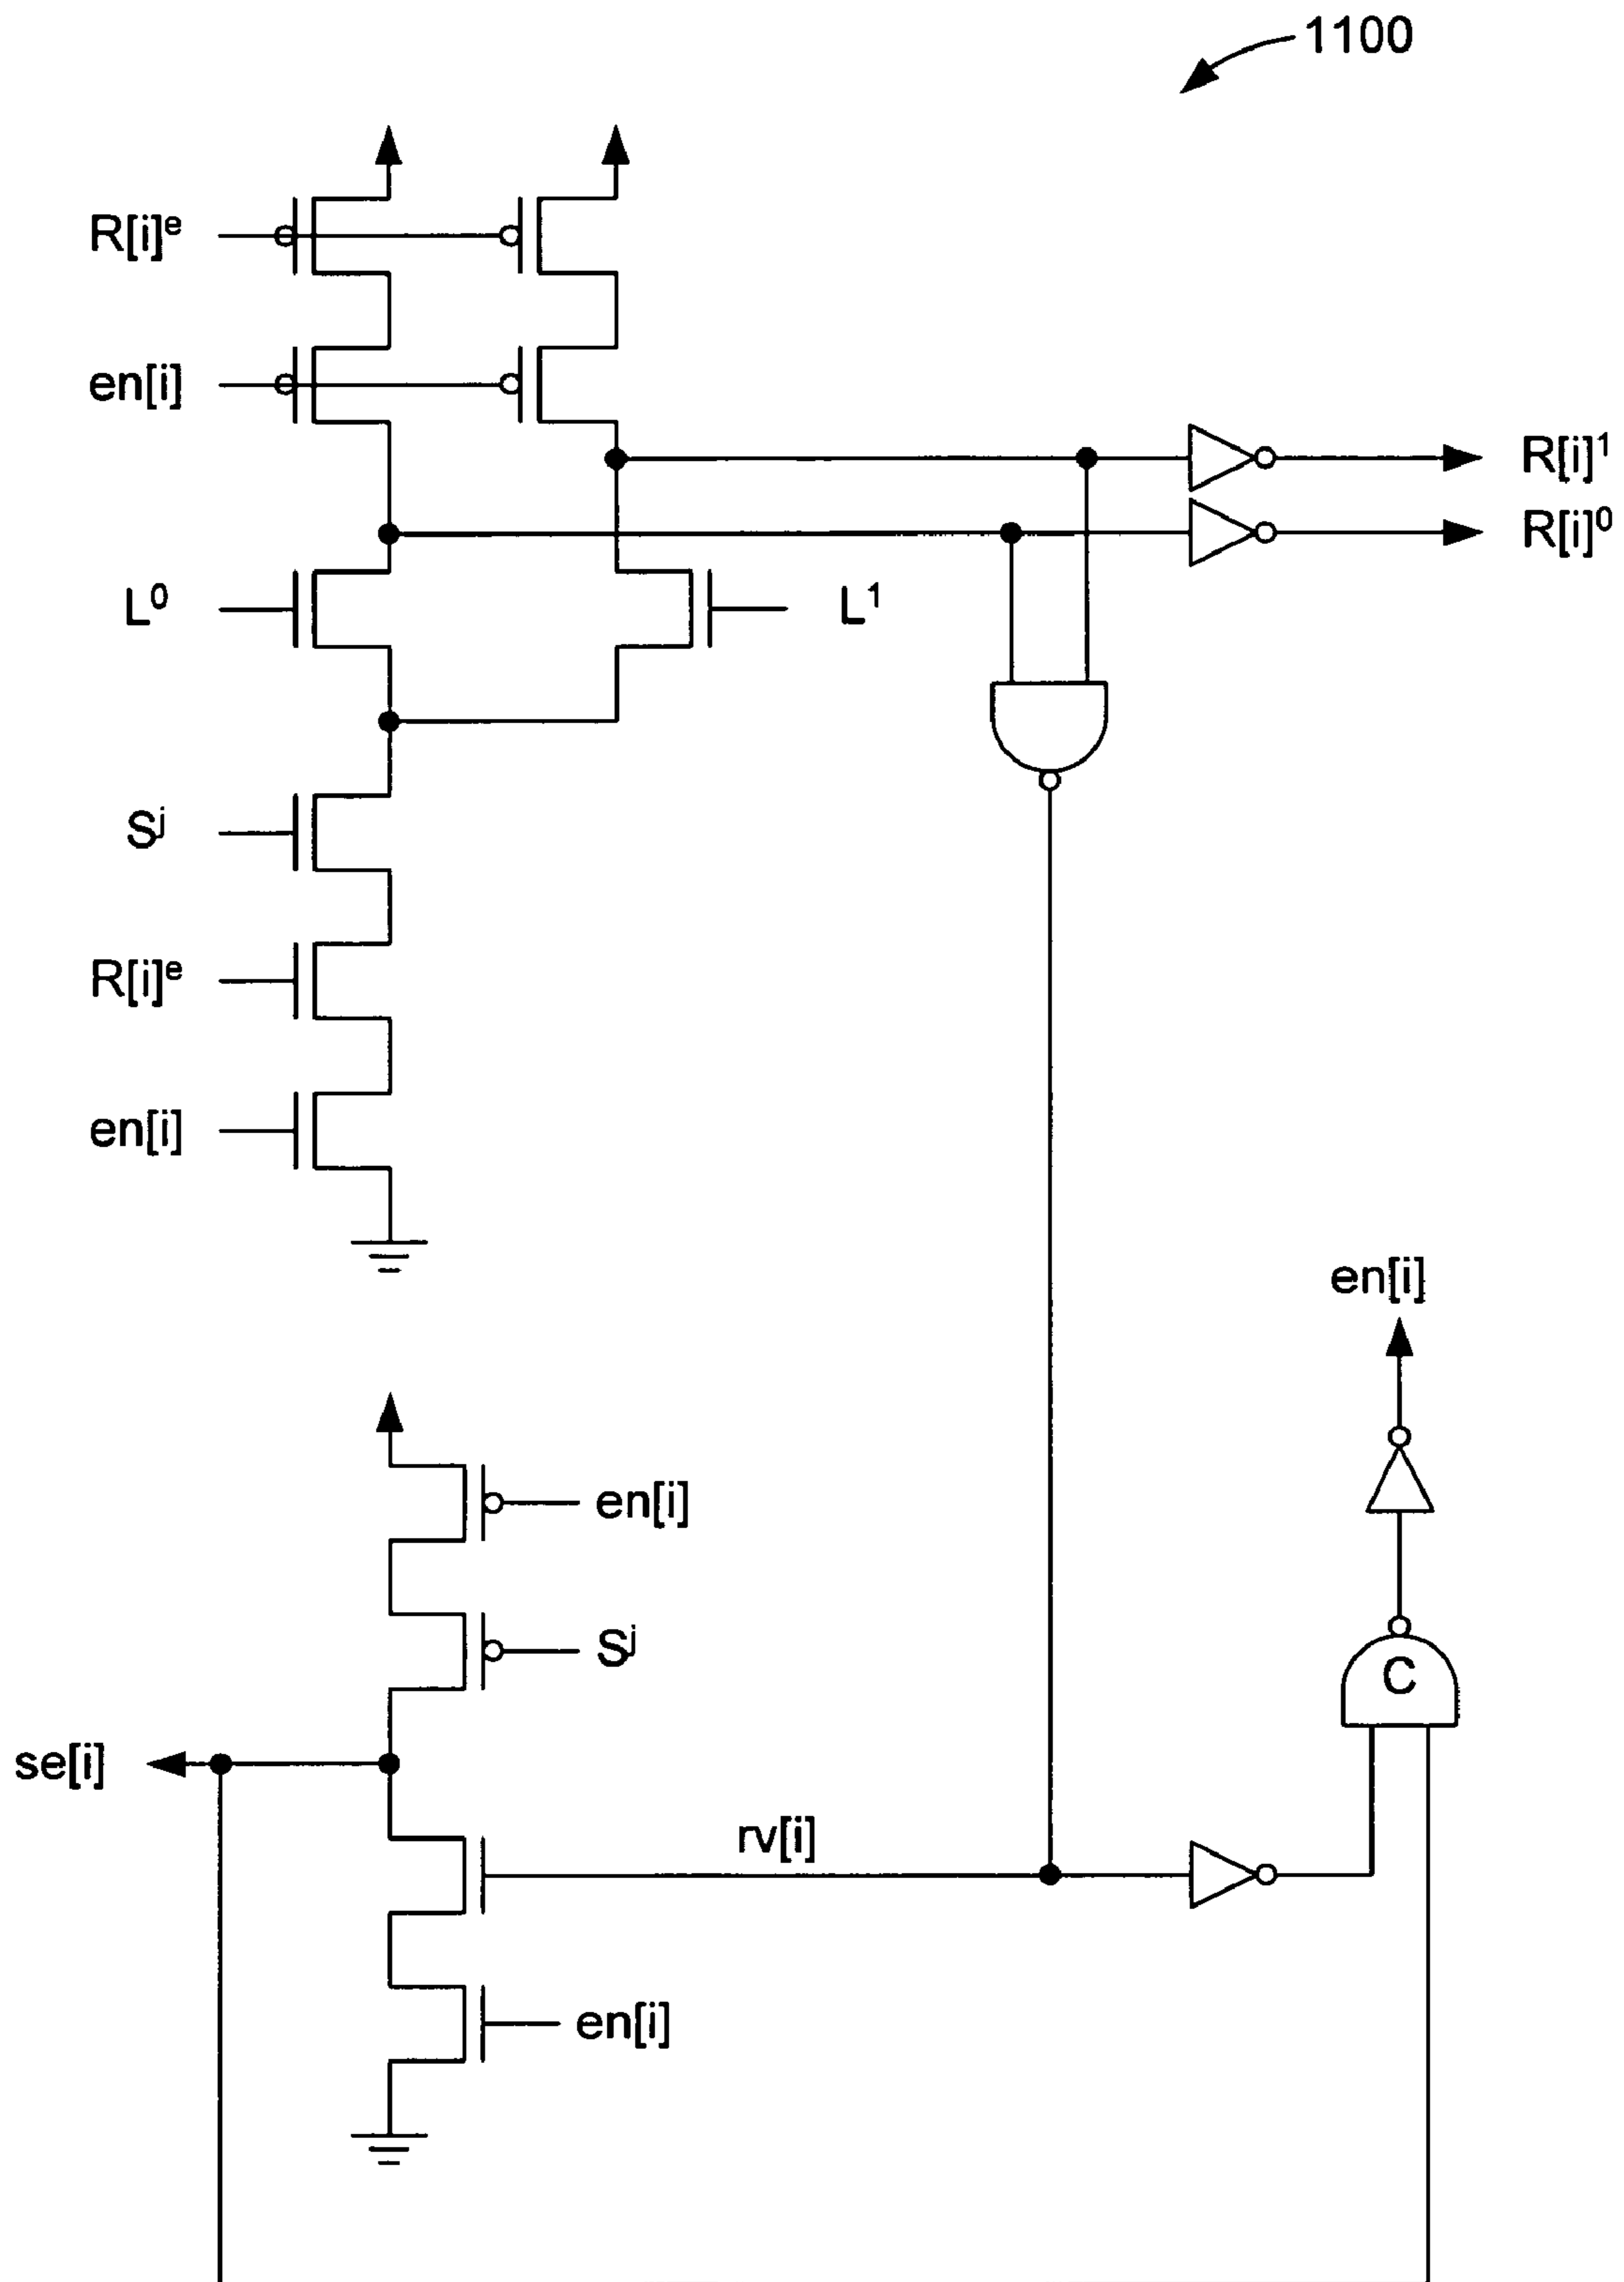 1100
R[i]ᵉ
en[i]
R[i]¹
R[i]⁰
L⁰
L¹
Sʲ
R[i]ᵉ
en[i]
en[i]
en[i]
Sʲ
C
se[i]
rv[i]
en[i]